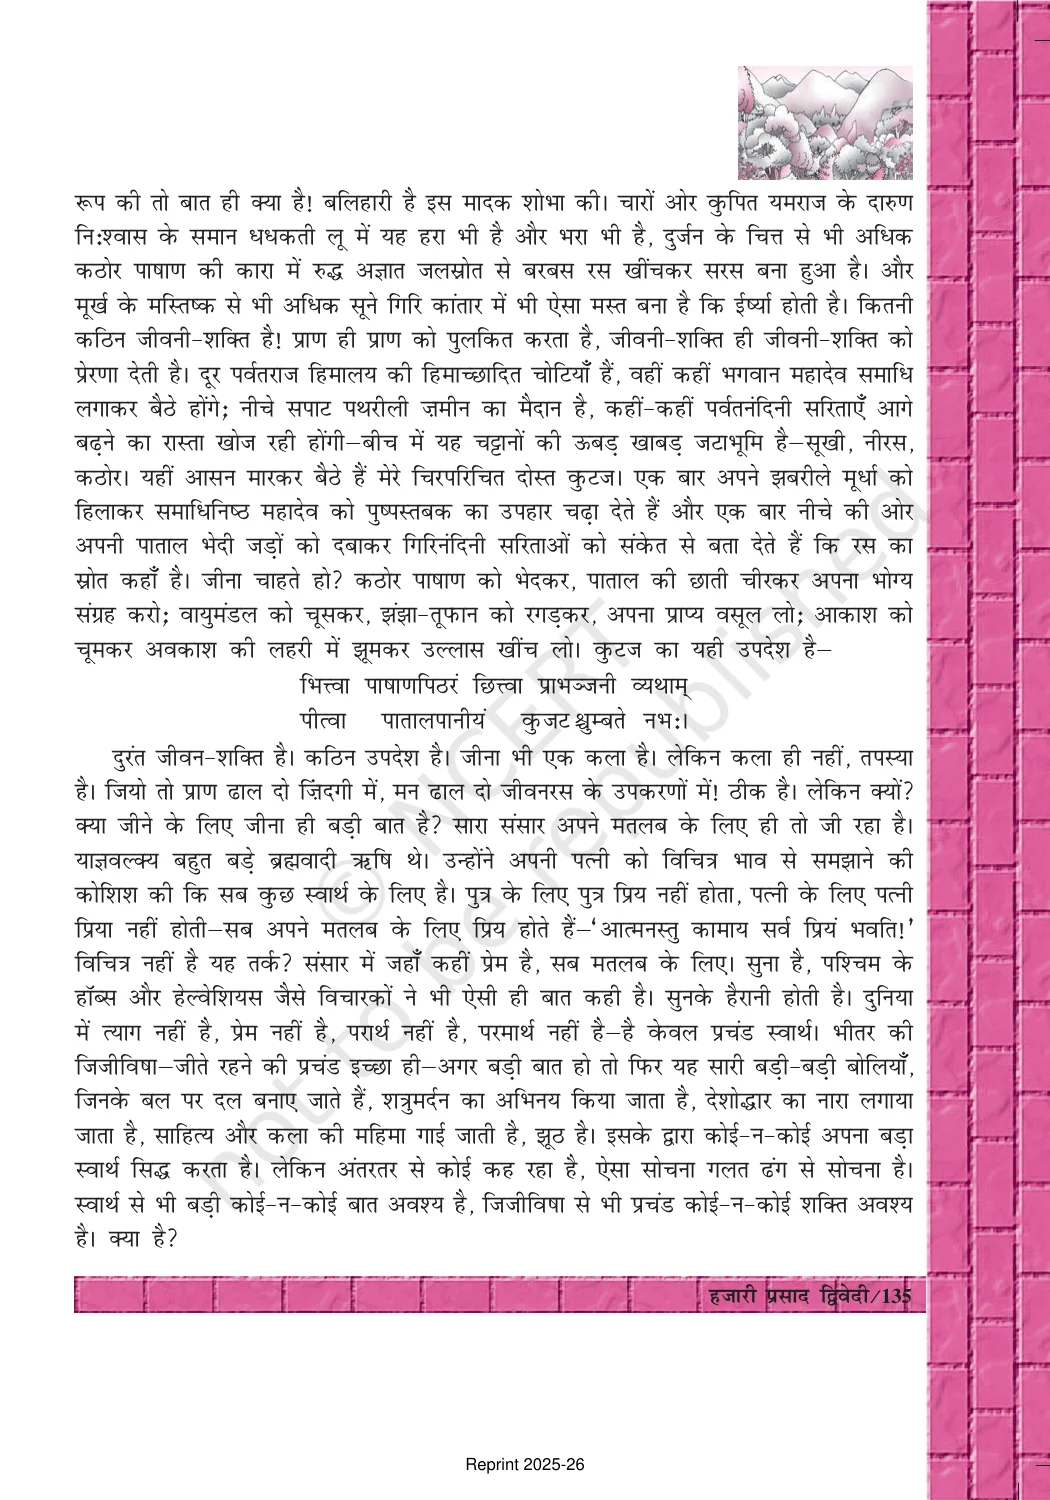 रूप की तो बात ही क्या है! बलिहारी है इस मादक शोभा की। चारों ओर कुपित यमराज के दारुण
नि:श्वास के समान धधकती लू में यह हरा भी है और भरा भी है, दुर्जन के चित्त से भी अधिक
कठोर पाषाण की कारा में रुद्ध अज्ञात जलस्रोत से बरबस रस खींचकर सरस बना हुआ है। और
मूर्ख के मस्तिष्क से भी अधिक सूने गिरि कांतार में भी ऐसा मस्त बना है कि ईर्ष्या होती है। कितनी
कठिन जीवनी-शक्ति है! प्राण ही प्राण को पुलकित करता है, जीवनी-शक्ति ही जीवनी-शक्ति को
प्रेरणा देती है। दूर पर्वतराज हिमालय की हिमाच्छादित चोटियाँ हैं, वहीं कहीं भगवान महादेव समाधि
लगाकर बैठे होंगे; नीचे सपाट पथरीली ज़मीन का मैदान है, कहीं-कहीं पर्वतनंदिनी सरिताएँ आगे
बढ़ने का रास्ता खोज रही होंगी–बीच में यह चट्टानों की ऊबड़ खाबड़ जटाभूमि है–सूखी, नीरस,
कठोर। यहीं आसन मारकर बैठे हैं मेरे चिरपरिचित दोस्त कुटज। एक बार अपने झबरीले मूर्धा को
हिलाकर समाधिनिष्ठ महादेव को पुष्पस्तबक का उपहार चढ़ा देते हैं और एक बार नीचे की ओर
अपनी पाताल भेदी जड़ों को दबाकर गिरिनंदिनी सरिताओं को संकेत से बता देते हैं कि रस का
स्रोत कहाँ है। जीना चाहते हो? कठोर पाषाण को भेदकर, पाताल की छाती चीरकर अपना भोग्य
संग्रह करो; वायुमंडल को चूसकर, झंझा-तूफान को रगड़कर, अपना प्राप्य वसूल लो; आकाश को
चूमकर अवकाश की लहरी में झूमकर उल्लास खींच लो। कुटज का यही उपदेश है–
भित्त्वा पाषाणपिठरं छित्त्वा प्राभञ्जनी व्यथाम्
पीत्वा पातालपानीयं कुजटश्चुम्बते नभ:।
दुरंत जीवन-शक्ति है। कठिन उपदेश है। जीना भी एक कला है। लेकिन कला ही नहीं, तपस्या
है। जियो तो प्राण ढाल दो ज़िंदगी में, मन ढाल दो जीवनरस के उपकरणों में! ठीक है। लेकिन क्यों?
क्या जीने के लिए जीना ही बड़ी बात है? सारा संसार अपने मतलब के लिए ही तो जी रहा है।
याज्ञवल्क्य बहुत बड़े ब्रह्मवादी ऋषि थे। उन्होंने अपनी पत्नी को विचित्र भाव से समझाने की
कोशिश की कि सब कुछ स्वार्थ के लिए है। पुत्र के लिए पुत्र प्रिय नहीं होता, पत्नी के लिए पत्नी
प्रिया नहीं होती–सब अपने मतलब के लिए प्रिय होते हैं–‘आत्मनस्तु कामाय सर्व प्रियं भवति!’
विचित्र नहीं है यह तर्क? संसार में जहाँ कहीं प्रेम है, सब मतलब के लिए। सुना है, पश्चिम के
हॉब्स और हेल्वेशियस जैसे विचारकों ने भी ऐसी ही बात कही है। सुनके हैरानी होती है। दुनिया
में त्याग नहीं है, प्रेम नहीं है, परार्थ नहीं है, परमार्थ नहीं है–है केवल प्रचंड स्वार्थ। भीतर की
जिजीविषा–जीते रहने की प्रचंड इच्छा ही–अगर बड़ी बात हो तो फिर यह सारी बड़ी-बड़ी बोलियाँ,
जिनके बल पर दल बनाए जाते हैं, शत्रुमर्दन का अभिनय किया जाता है, देशोद्धार का नारा लगाया
जाता है, साहित्य और कला की महिमा गाई जाती है, झूठ है। इसके द्वारा कोई-न-कोई अपना बड़ा
स्वार्थ सिद्ध करता है। लेकिन अंतरतर से कोई कह रहा है, ऐसा सोचना गलत ढंग से सोचना है।
स्वार्थ से भी बड़ी कोई-न-कोई बात अवश्य है, जिजीविषा से भी प्रचंड कोई-न-कोई शक्ति अवश्य
है। क्या है?
हजारी प्रसाद द्विवेदी/135
Reprint 2025-26
© NCERT
not to be republished